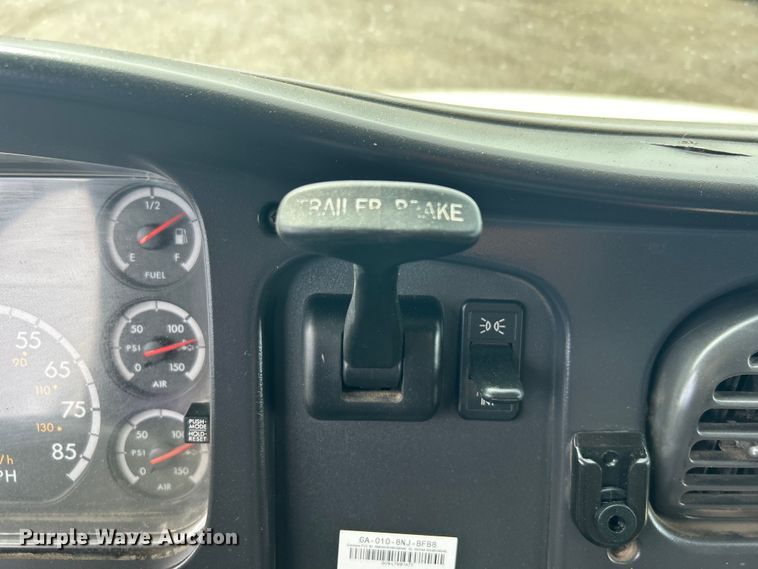 TRAILER BRAKE
1/2
E F
FUEL
50 100
PSI
0 150
AIR
50 100
PSI
0 150
AIR
PUSH-
MODE
HOLD-
RESET
55
90
65
110
75
130
85
GA-010-8NJ-BFB8
Purple Wave Auction